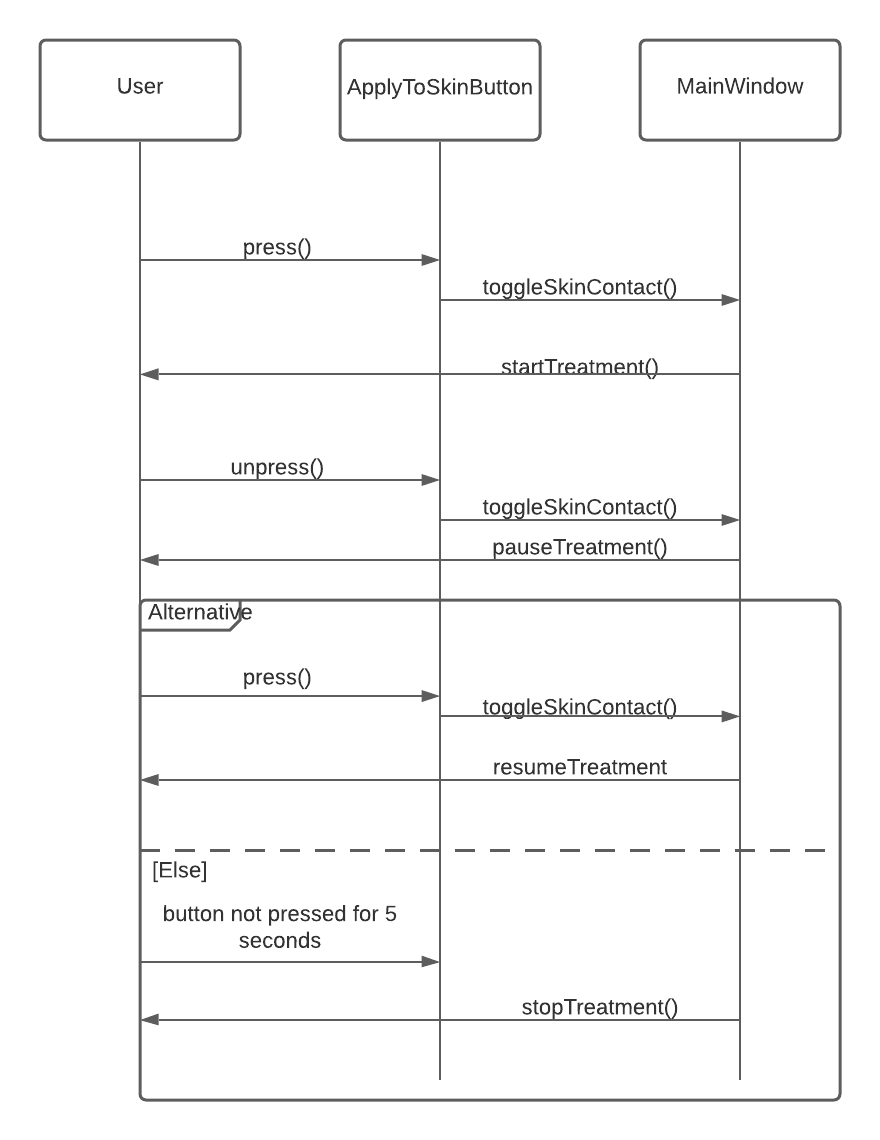 User
ApplyToSkinButton
MainWindow
press()
toggleSkinContact()
startTreatment()
unpress()
toggleSkinContact()
pauseTreatment()
Alternative
press()
toggleSkinContact()
resumeTreatment
[Else]
button not pressed for 5
seconds
stopTreatment()